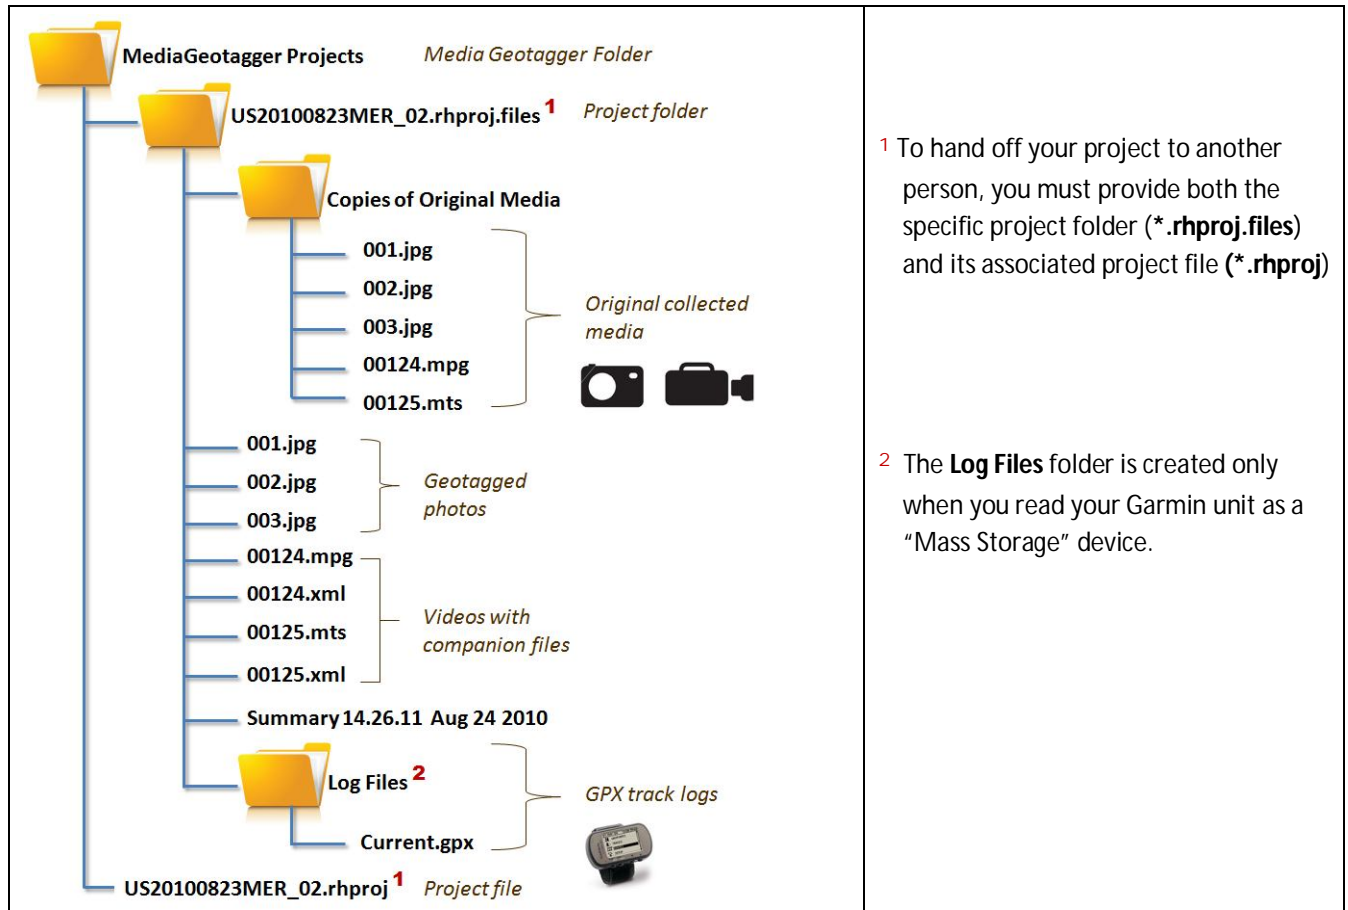 MediaGeotagger Projects Media Geotagger Folder
US20100823MER_02.rhproj.files 1 Project folder
Copies of Original Media
001.jpg
002.jpg
003.jpg
00124.mpg
00125.mts
Original collected
media
001.jpg
002.jpg
003.jpg
Geotagged
photos
00124.mpg
00124.xml
00125.mts
00125.xml
Videos with
companion files
Summary 14.26.11 Aug 24 2010
Log Files 2
GPX track logs
Current.gpx
US20100823MER_02.rhproj 1 Project file
1 To hand off your project to another
person, you must provide both the
specific project folder (*.rhproj.files)
and its associated project file (*.rhproj)
2 The Log Files folder is created only
when you read your Garmin unit as a
“Mass Storage” device.